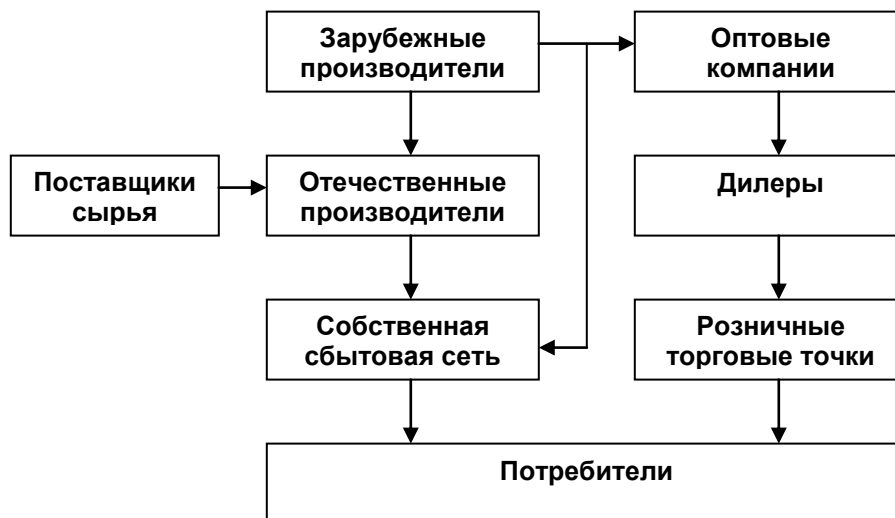 Зарубежные
производители
Оптовые
компании
Поставщики
сырья
Отечественные
производители
Дилеры
Собственная
сбытовая сеть
Розничные
торговые точки
Потребители